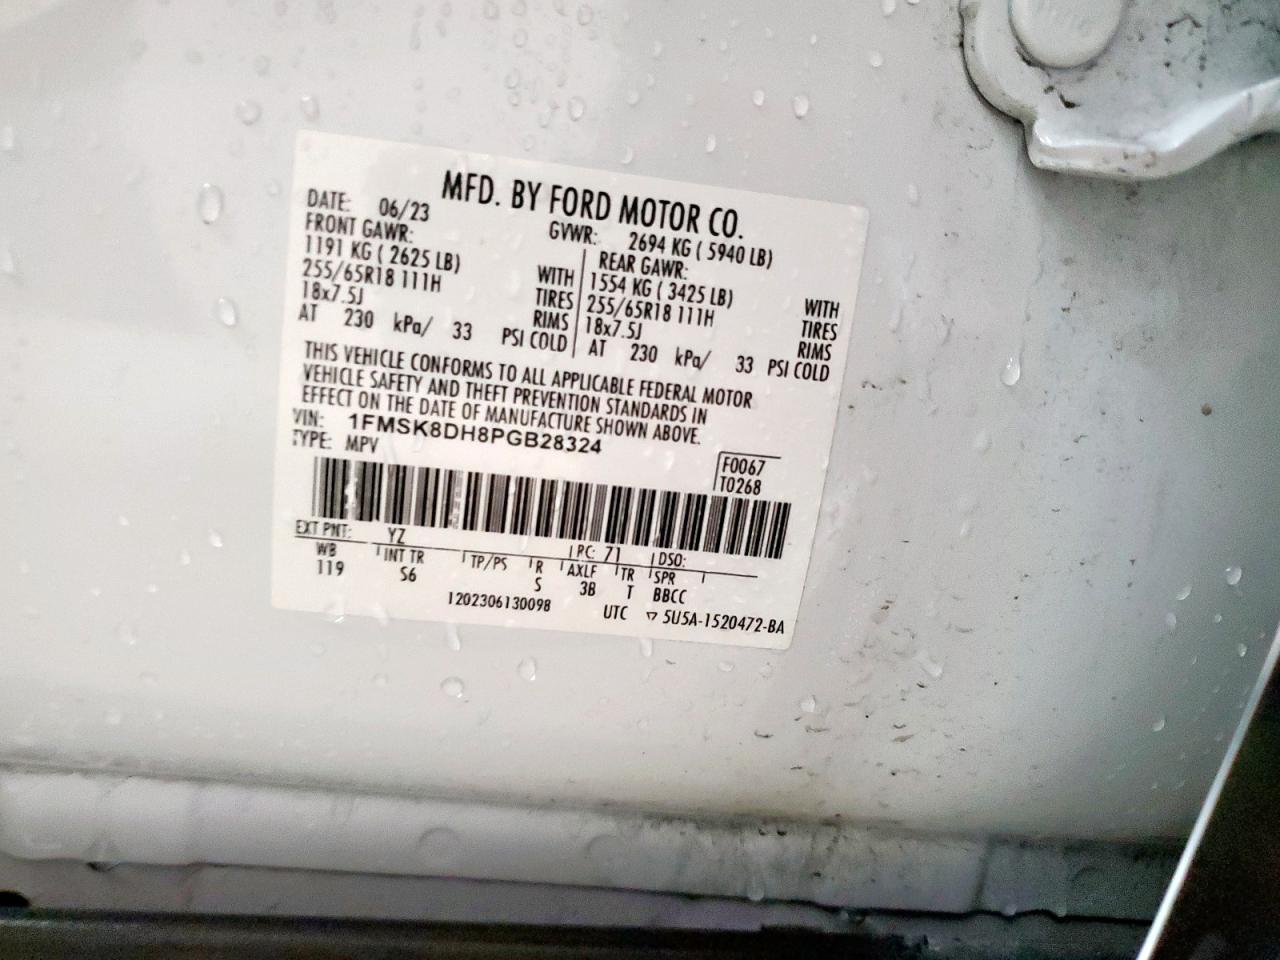 MFD. BY FORD MOTOR CO.
DATE: 06/23 GVWR: 2694 KG ( 5940 LB)
FRONT GAWR: REAR GAWR:
1191 KG ( 2625 LB) WITH 1554 KG ( 3425 LB) WITH
255/65R18 111H TIRES 255/65R18 111H TIRES
18x7.5J RIMS 18x7.5J RIMS
AT 230 kPa/ 33 PSI COLD AT 230 kPa/ 33 PSI COLD
THIS VEHICLE CONFORMS TO ALL APPLICABLE FEDERAL MOTOR
VEHICLE SAFETY AND THEFT PREVENTION STANDARDS IN
EFFECT ON THE DATE OF MANUFACTURE SHOWN ABOVE.
VIN: 1FMSK8DH8PGB28324
TYPE: MPV
F0067
T0268
EXT PNT: YZ RC: 71 DSO:
WB INT TR TP/PS R AXLE TR SPR
119 S6 S 3B T BBCC
1202306130098 UTC ▽ 5U5A-1520472-BA